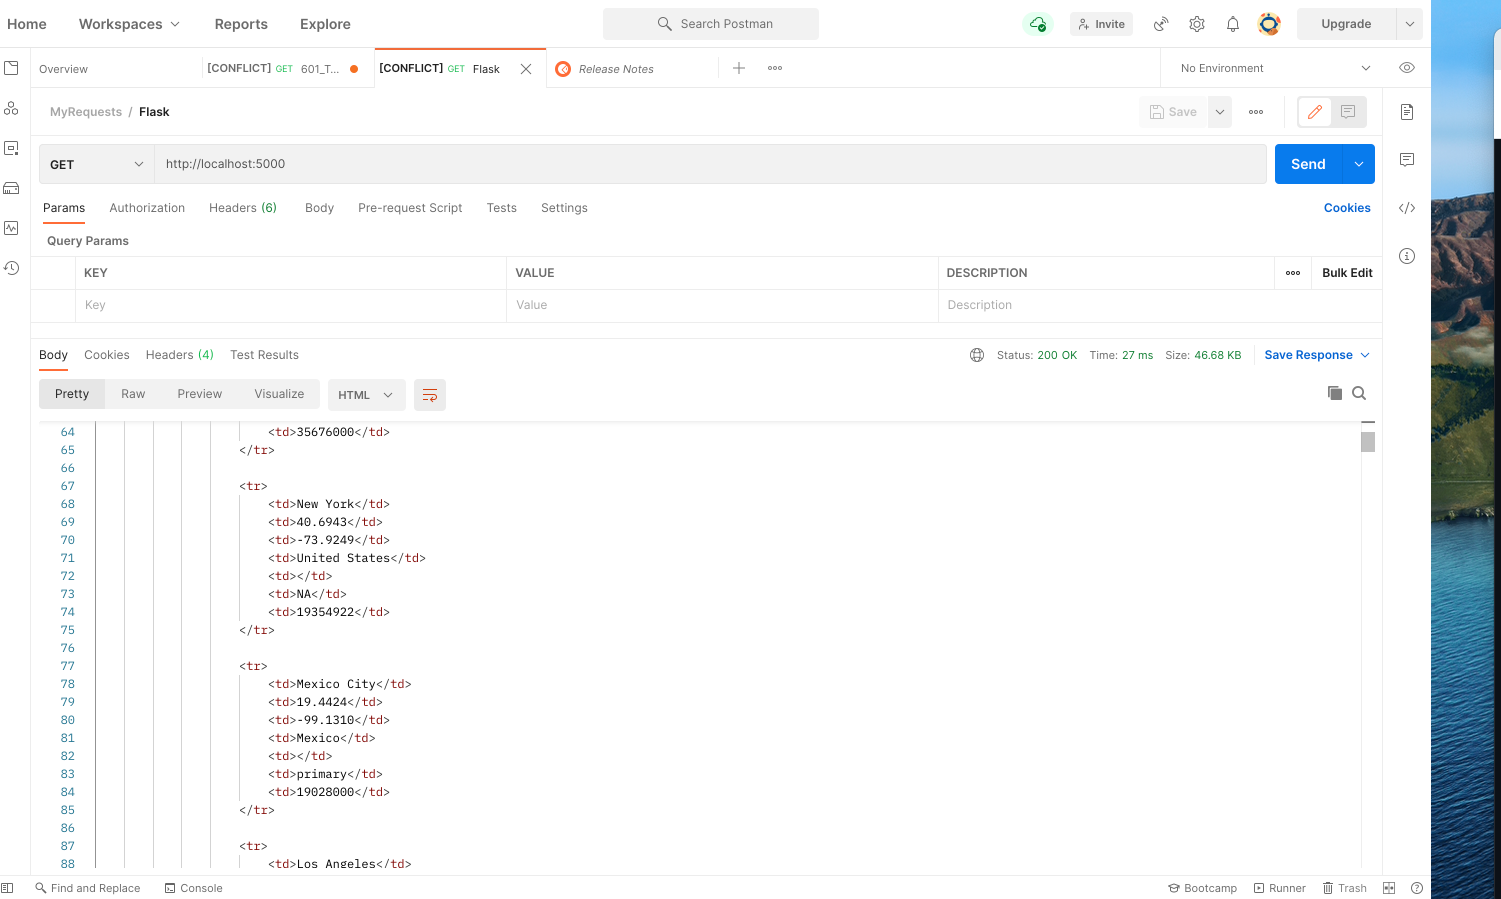 Home Workspaces Reports Explore Search Postman Invite Upgrade
Overview [CONFLICT] GET 601_T... [CONFLICT] GET Flask Release Notes No Environment
MyRequests / Flask Save
GET http://localhost:5000 Send
Params Authorization Headers (6) Body Pre-request Script Tests Settings Cookies
Query Params
KEY VALUE DESCRIPTION Bulk Edit
Key Value Description
Body Cookies Headers (4) Test Results Status: 200 OK Time: 27 ms Size: 46.68 KB Save Response
Pretty Raw Preview Visualize HTML
64 <td>35676000</td>
65 </tr>
66
67 <tr>
68 <td>New York</td>
69 <td>40.6943</td>
70 <td>-73.9249</td>
71 <td>United States</td>
72 <td></td>
73 <td>NA</td>
74 <td>19354922</td>
75 </tr>
76
77 <tr>
78 <td>Mexico City</td>
79 <td>19.4424</td>
80 <td>-99.1310</td>
81 <td>Mexico</td>
82 <td></td>
83 <td>primary</td>
84 <td>19028000</td>
85 </tr>
86
87 <tr>
88 <td>Los Angeles</td>
Find and Replace Console Bootcamp Runner Trash